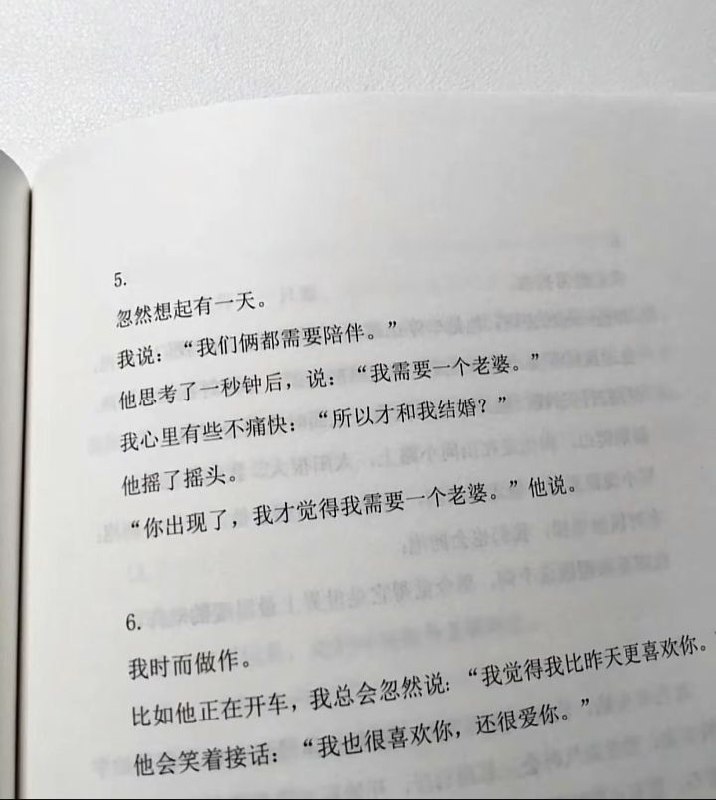 5.
忽然想起有一天。
我说：“我们俩都需要陪伴。”
他思考了一秒钟后，说：“我需要一个老婆。”
我心里有些不痛快：“所以才和我结婚？”
他摇了摇头。
“你出现了，我才觉得我需要一个老婆。”他说。
6.
我时而做作。
比如他正在开车，我总会忽然说：“我觉得我比昨天更喜欢你。”
他会笑着接话：“我也很喜欢你，还很爱你。”